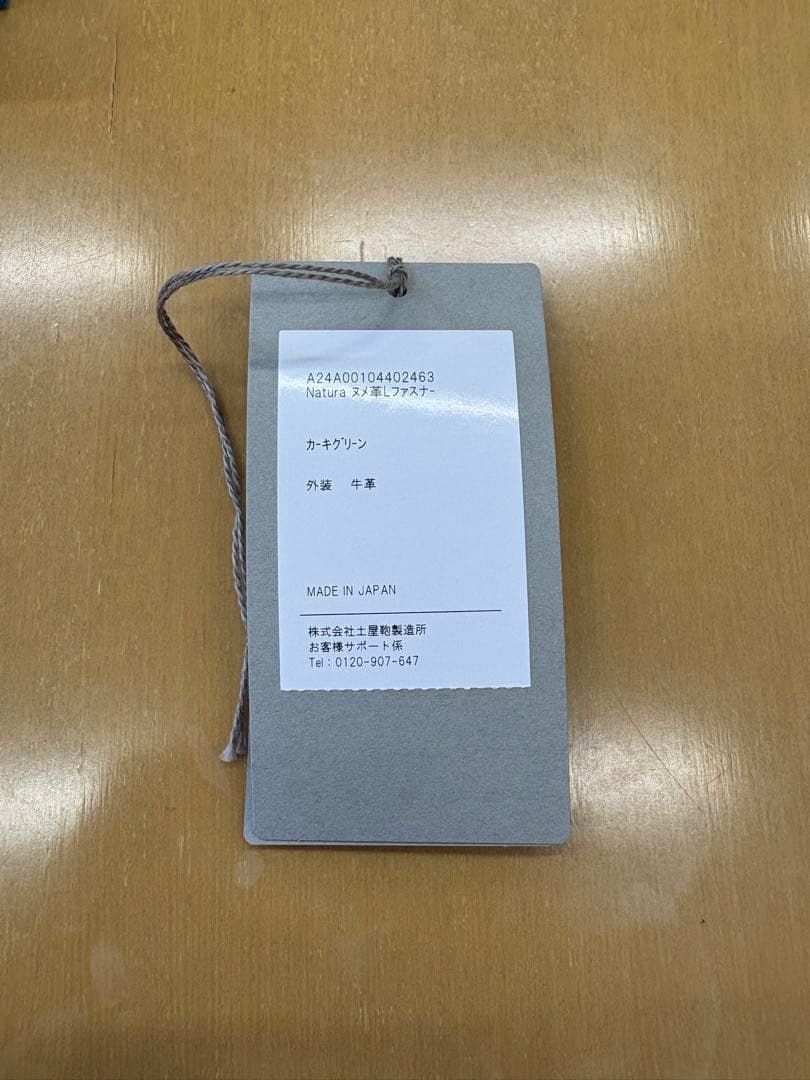 A24A00104402463
Natura ヌメ革Lファスナー
カーキグリーン
外装　牛革
MADE IN JAPAN
株式会社土屋鞄製造所
お客様サポート係
Tel：0120-907-647